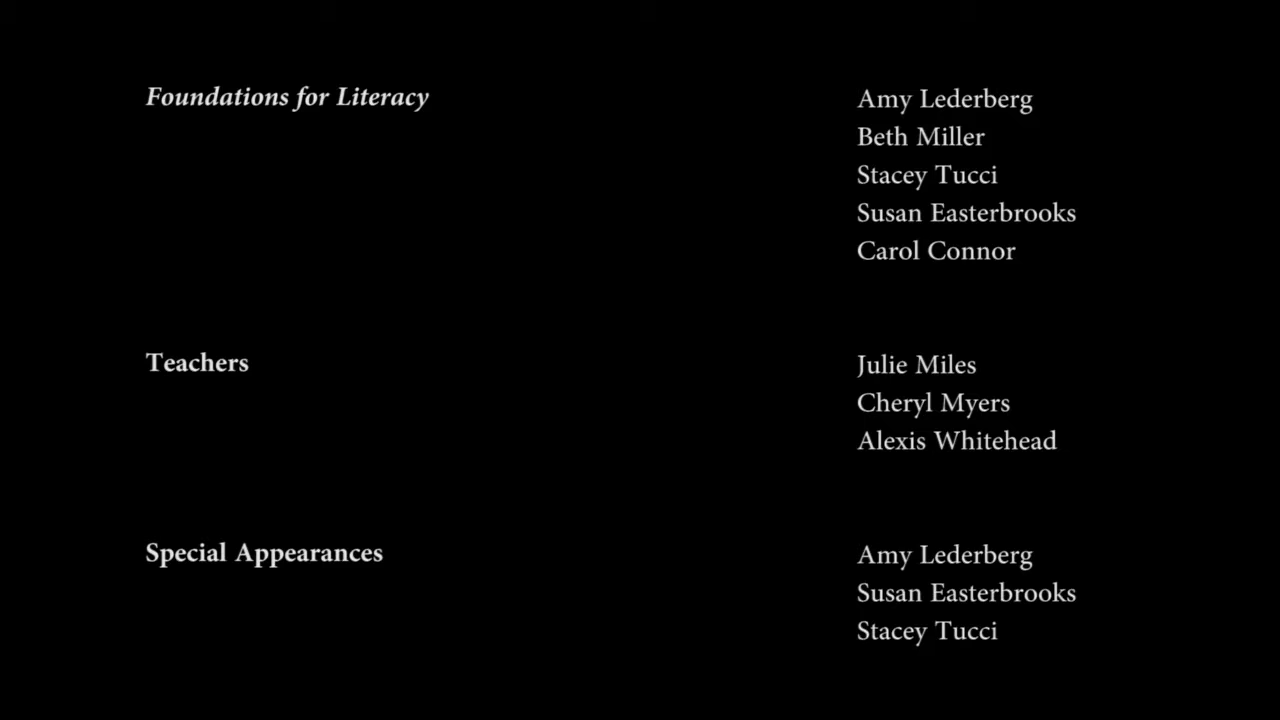 Foundations for Literacy
Amy Lederberg
Beth Miller
Stacey Tucci
Susan Easterbrooks
Carol Connor
Teachers
Julie Miles
Cheryl Myers
Alexis Whitehead
Special Appearances
Amy Lederberg
Susan Easterbrooks
Stacey Tucci